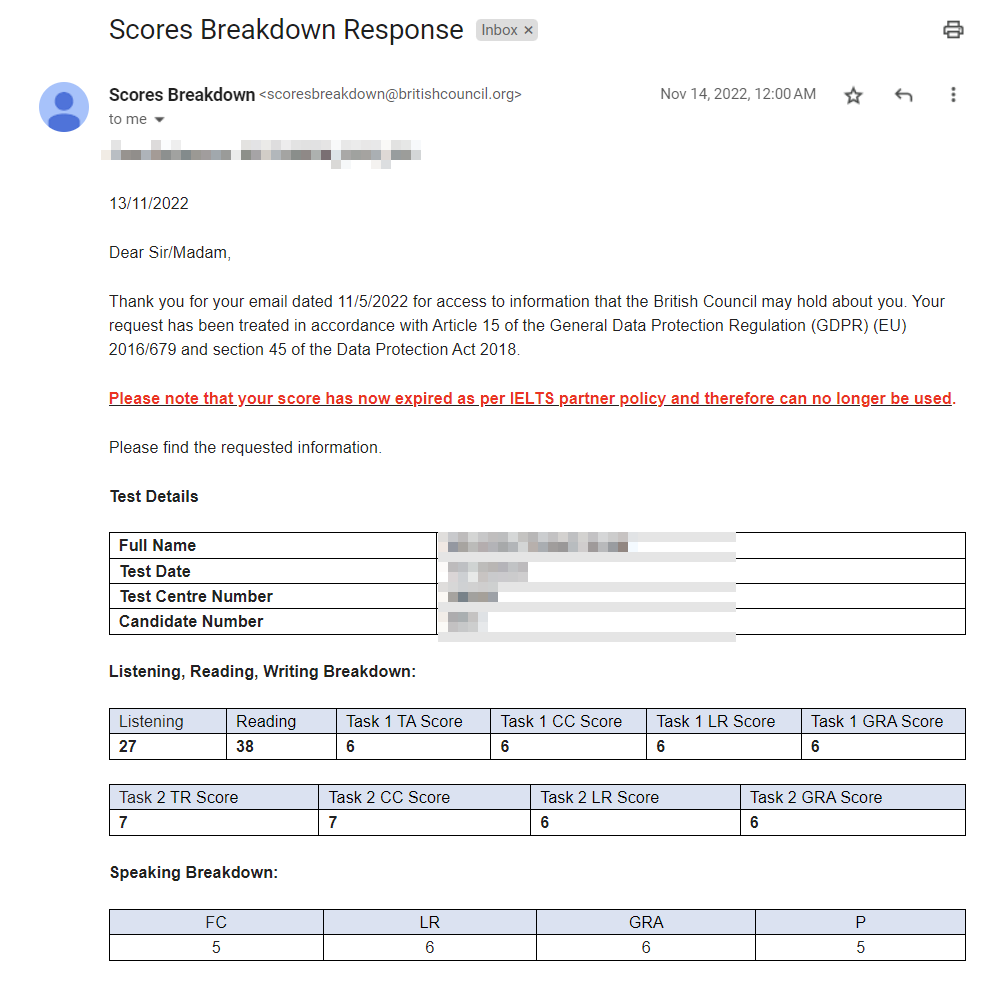 Scores Breakdown Response Inbox ×
Scores Breakdown <scoresbreakdown@britishcouncil.org> Nov 14, 2022, 12:00 AM
to me
13/11/2022
Dear Sir/Madam,
Thank you for your email dated 11/5/2022 for access to information that the British Council may hold about you. Your
request has been treated in accordance with Article 15 of the General Data Protection Regulation (GDPR) (EU)
2016/679 and section 45 of the Data Protection Act 2018.
Please note that your score has now expired as per IELTS partner policy and therefore can no longer be used.
Please find the requested information.
Test Details
Full Name
Test Date
Test Centre Number
Candidate Number
Listening, Reading, Writing Breakdown:
Listening Reading Task 1 TA Score Task 1 CC Score Task 1 LR Score Task 1 GRA Score
27 38 6 6 6 6
Task 2 TR Score Task 2 CC Score Task 2 LR Score Task 2 GRA Score
7 7 6 6
Speaking Breakdown:
FC LR GRA P
5 6 6 5